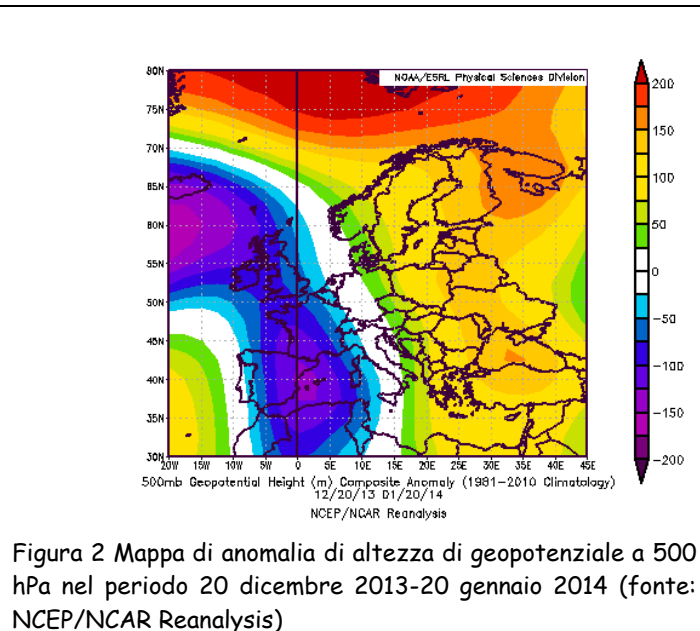 NOAA/ESRL Physical Sciences Division
80N
75N
70N
65N
60N
55N
50N
45N
40N
35N
30N
20W 15W 10W 5W 0 5E 10E 15E 20E 25E 30E 35E 40E 45E
200
150
100
50
0
-50
-100
-150
-200
500mb Geopotential Height (m) Composite Anomaly (1981-2010 Climatology)
12/20/13 01/20/14
NCEP/NCAR Reanalysis
Figura 2 Mappa di anomalia di altezza di geopotenziale a 500
hPa nel periodo 20 dicembre 2013-20 gennaio 2014 (fonte:
NCEP/NCAR Reanalysis)